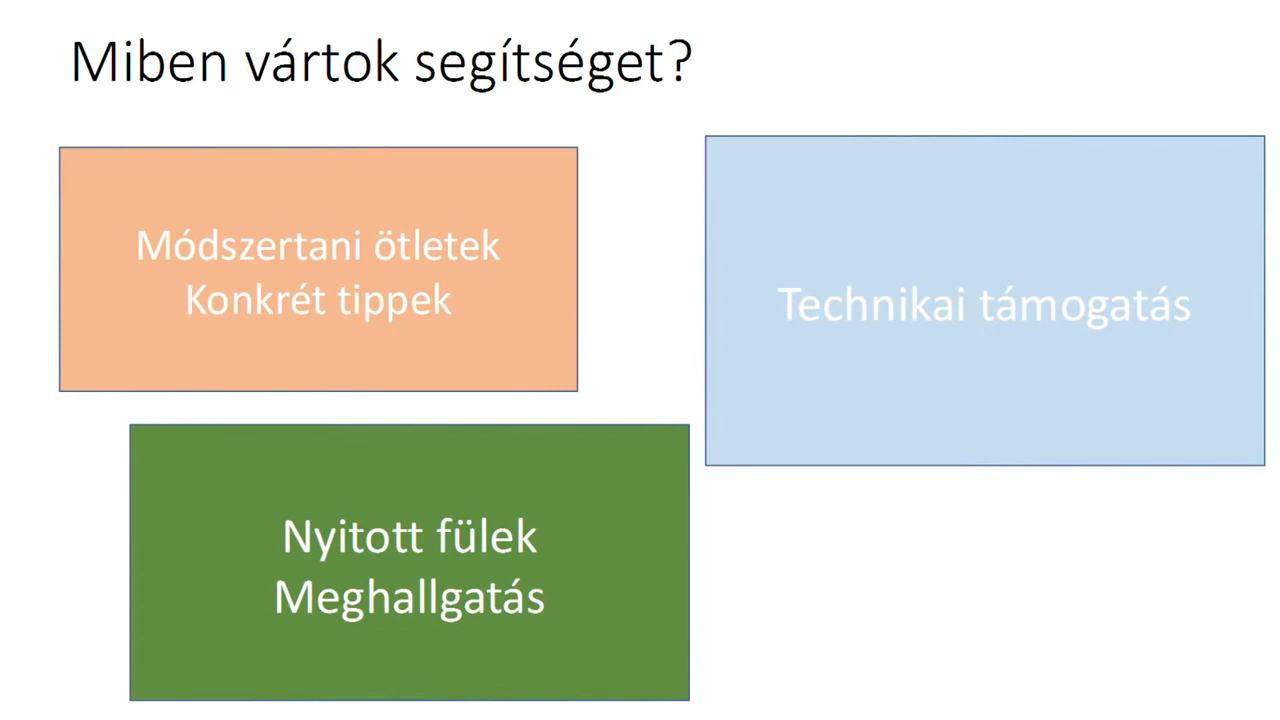 Miben vártok segítséget?
Módszertani ötletek
Konkrét tippek
Technikai támogatás
Nyitott fülek
Meghallgatás